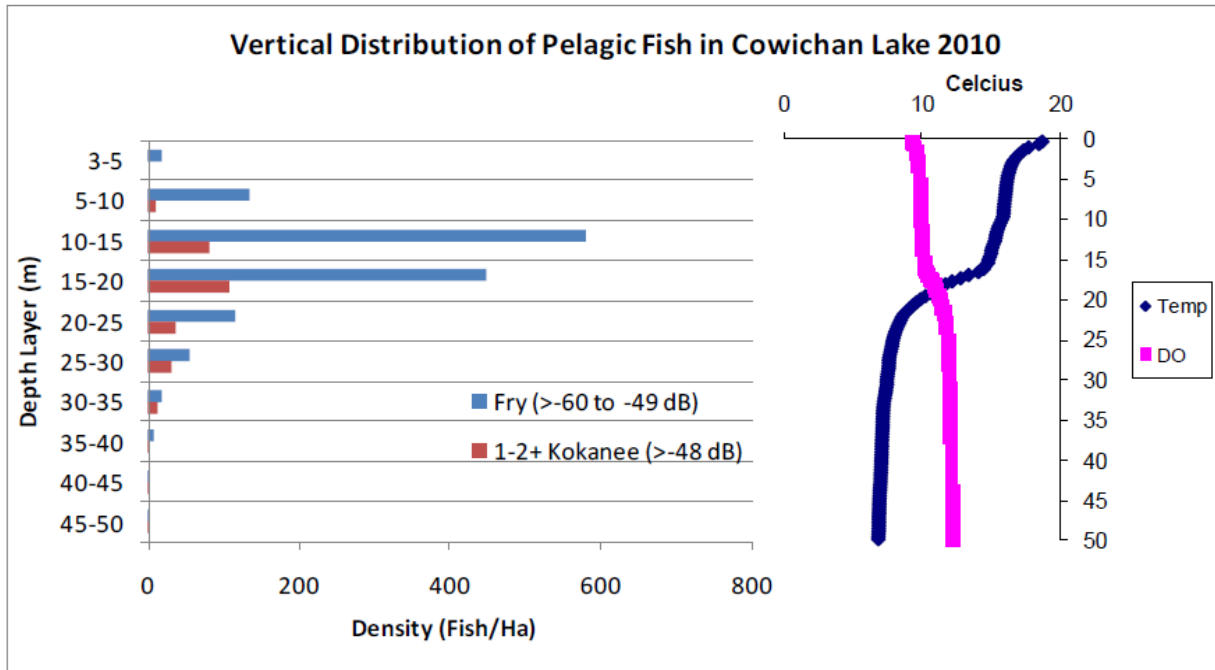 Vertical Distribution of Pelagic Fish in Cowichan Lake 2010
Depth Layer (m)
3-5
5-10
10-15
15-20
20-25
25-30
30-35
35-40
40-45
45-50
Fry (>-60 to -49 dB)
1-2+ Kokanee (>-48 dB)
0 200 400 600 800
Density (Fish/Ha)
Celcius
0 10 20
0
5
10
15
20
25
30
35
40
45
50
Temp
DO